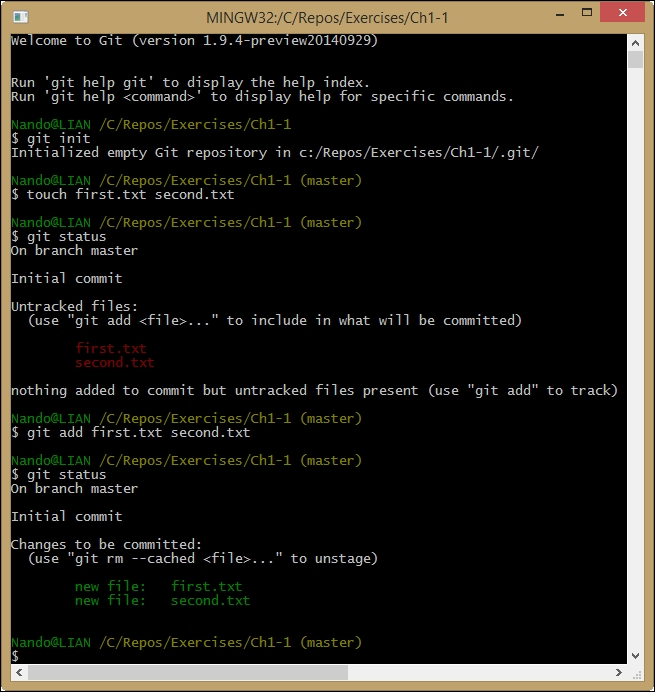 MINGW32:/C/Repos/Exercises/Ch1-1
Welcome to Git (version 1.9.4-preview20140929)
Run 'git help git' to display the help index.
Run 'git help <command>' to display help for specific commands.
Nando@LIAN /C/Repos/Exercises/Ch1-1
$ git init
Initialized empty Git repository in c:/Repos/Exercises/Ch1-1/.git/
Nando@LIAN /C/Repos/Exercises/Ch1-1 (master)
$ touch first.txt second.txt
Nando@LIAN /C/Repos/Exercises/Ch1-1 (master)
$ git status
On branch master
Initial commit
Untracked files:
(use "git add <file>..." to include in what will be committed)
first.txt
second.txt
nothing added to commit but untracked files present (use "git add" to track)
Nando@LIAN /C/Repos/Exercises/Ch1-1 (master)
$ git add first.txt second.txt
Nando@LIAN /C/Repos/Exercises/Ch1-1 (master)
$ git status
On branch master
Initial commit
Changes to be committed:
(use "git rm --cached <file>..." to unstage)
new file:   first.txt
new file:   second.txt
Nando@LIAN /C/Repos/Exercises/Ch1-1 (master)
$